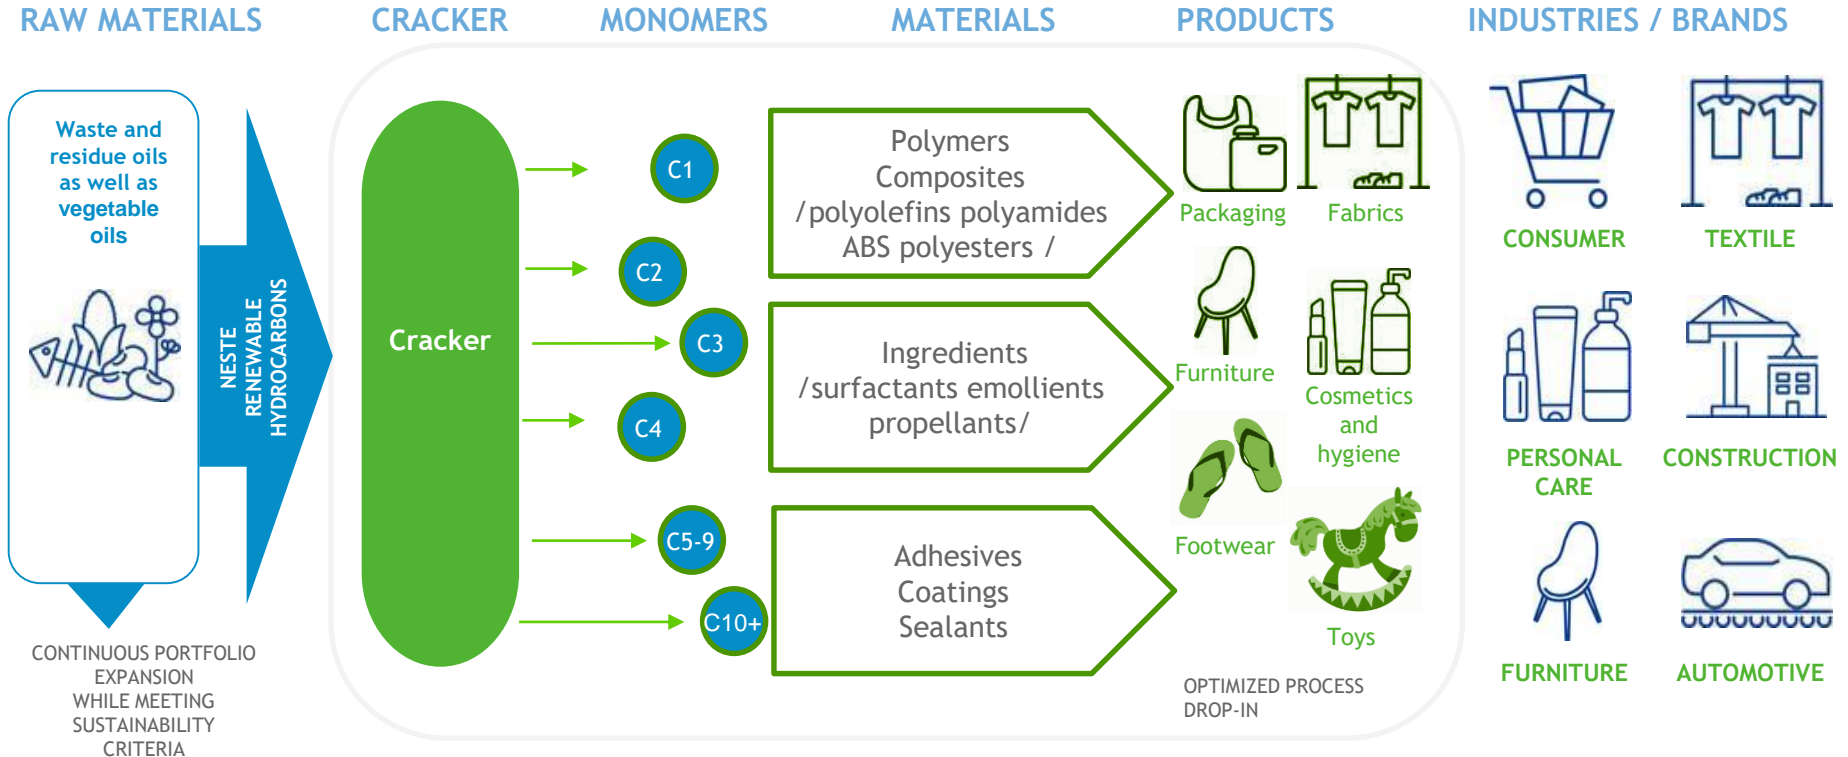 RAW MATERIALS
CRACKER
MONOMERS
MATERIALS
PRODUCTS
INDUSTRIES / BRANDS
Waste and
residue oils
as well as
vegetable
oils
NESTE
RENEWABLE
HYDROCARBONS
CONTINUOUS PORTFOLIO
EXPANSION
WHILE MEETING
SUSTAINABILITY
CRITERIA
Cracker
C1
C2
C3
C4
C5-9
C10+
Polymers
Composites
/polyolefins polyamides
ABS polyesters /
Ingredients
/surfactants emollients
propellants/
Adhesives
Coatings
Sealants
Packaging
Fabrics
Furniture
Cosmetics
and
hygiene
Footwear
Toys
OPTIMIZED PROCESS
DROP-IN
CONSUMER
TEXTILE
PERSONAL
CARE
CONSTRUCTION
FURNITURE
AUTOMOTIVE